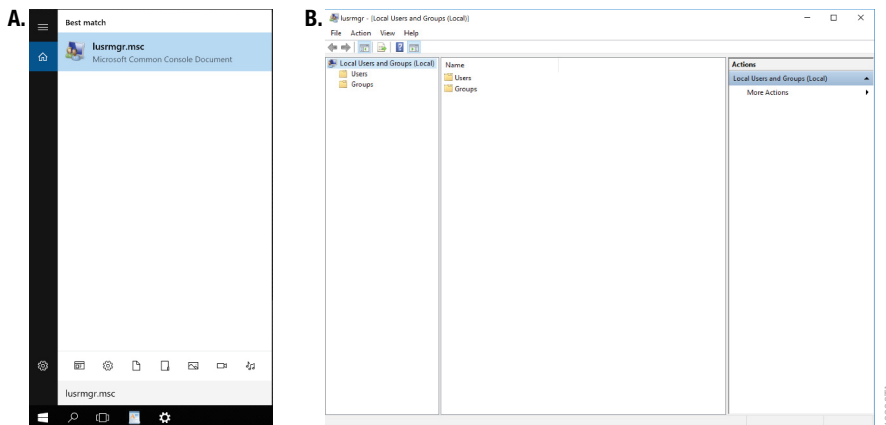 A.
Best match
lusrmgr.msc
Microsoft Common Console Document
lusrmgr.msc
B.
lusrmgr - [Local Users and Groups (Local)]
File Action View Help
Local Users and Groups (Local)
Users
Groups
Name
Users
Groups
Actions
Local Users and Groups (Local)
More Actions